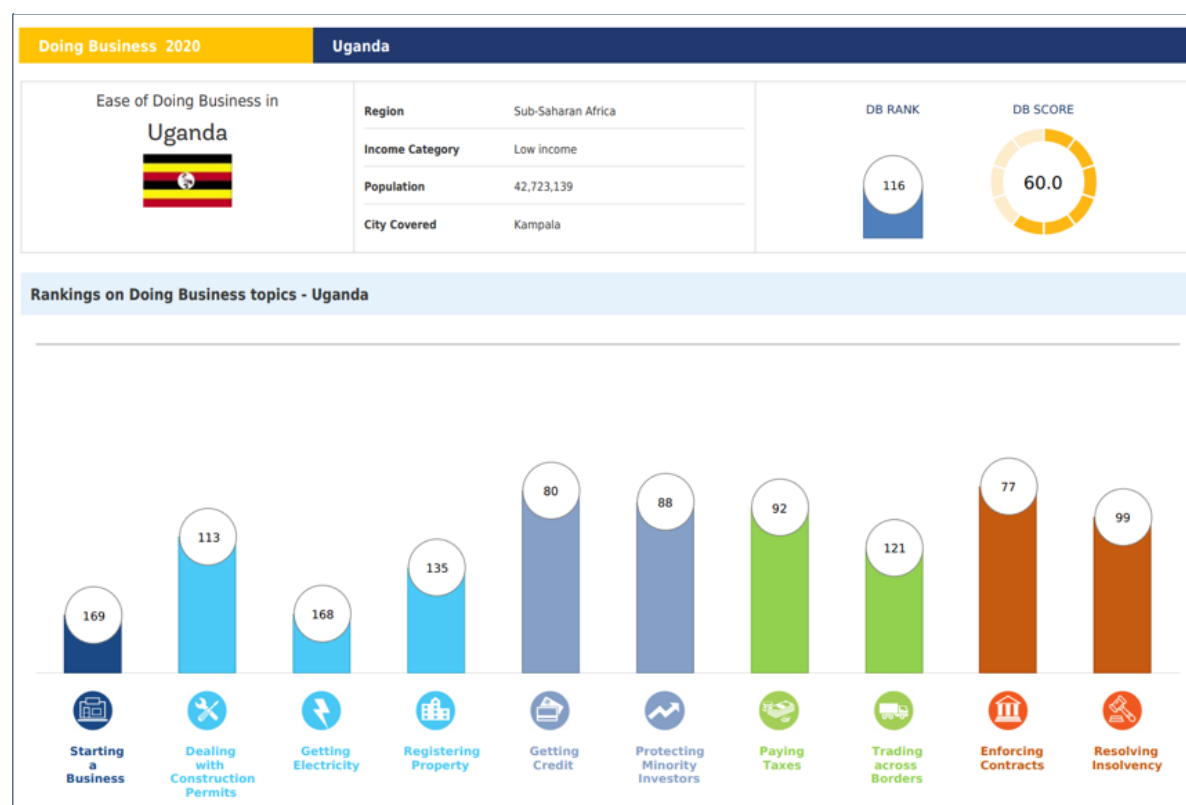 Doing Business 2020
Uganda
Ease of Doing Business in
Uganda
Region Sub-Saharan Africa
Income Category Low income
Population 42,723,139
City Covered Kampala
DB RANK
DB SCORE
116
60.0
Rankings on Doing Business topics - Uganda
169
113
168
135
80
88
92
121
77
99
Starting
a
Business
Dealing
with
Construction
Permits
Getting
Electricity
Registering
Property
Getting
Credit
Protecting
Minority
Investors
Paying
Taxes
Trading
across
Borders
Enforcing
Contracts
Resolving
Insolvency